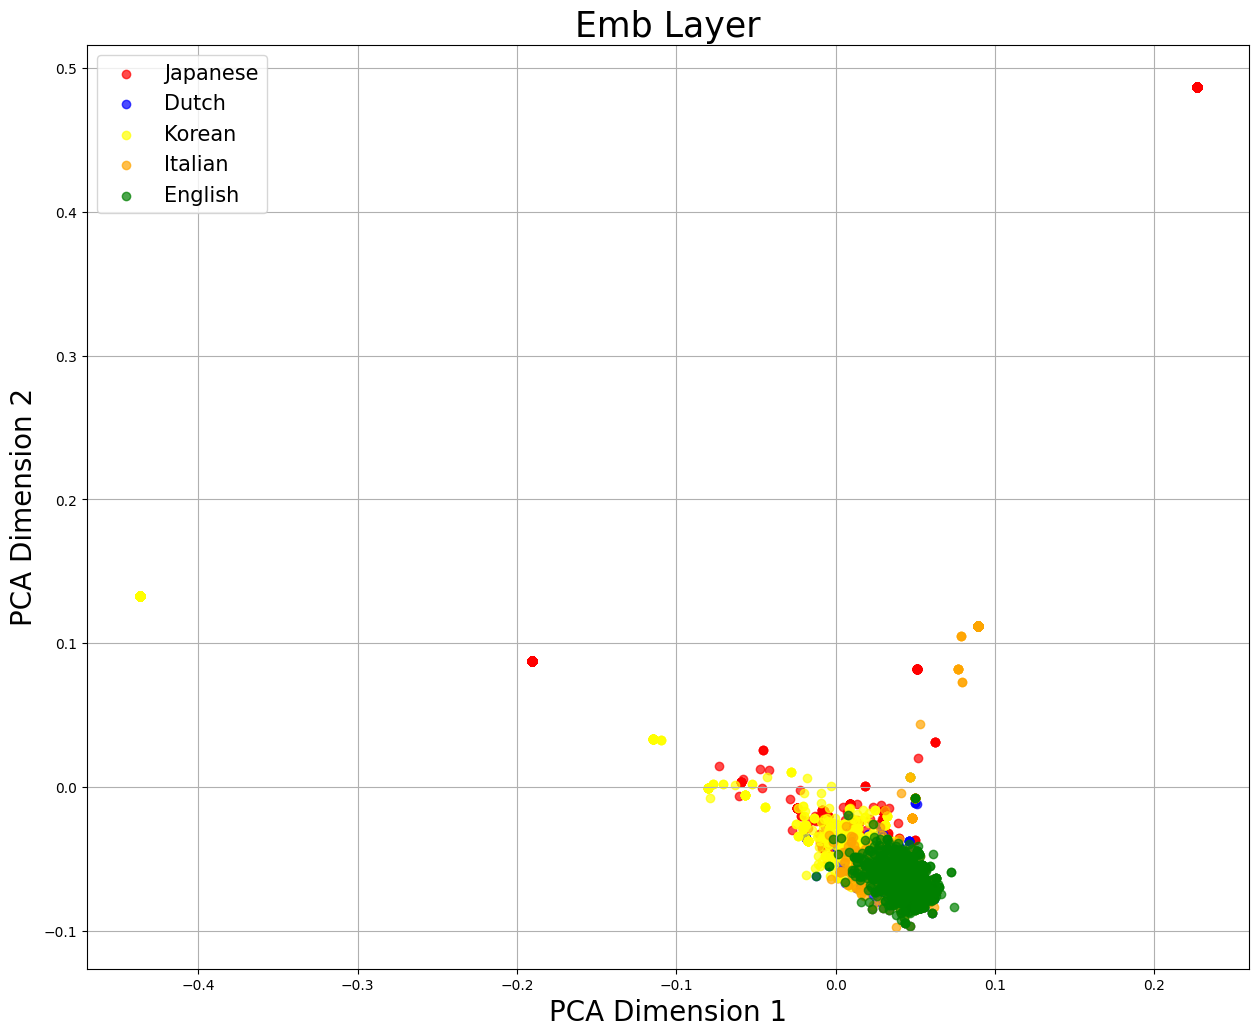 Emb Layer
Japanese
Dutch
Korean
Italian
English
PCA Dimension 2
0.5
0.4
0.3
0.2
0.1
0.0
−0.1
−0.4
−0.3
−0.2
−0.1
0.0
0.1
0.2
PCA Dimension 1